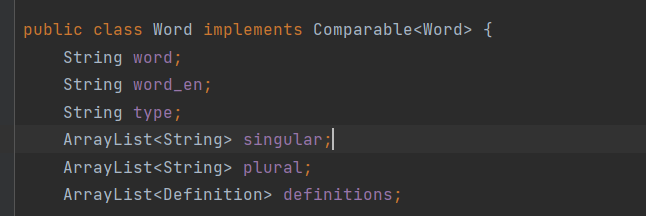 public class Word implements Comparable<Word> {
    String word;
    String word_en;
    String type;
    ArrayList<String> singular;
    ArrayList<String> plural;
    ArrayList<Definition> definitions;